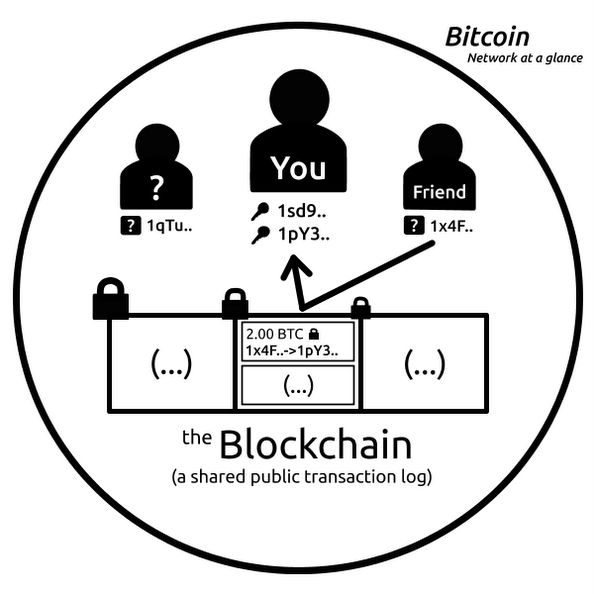 Bitcoin
Network at a glance
You
?
Friend
1sd9..
? 1qTu..
? 1x4F..
1pY3..
2.00 BTC
1x4F..->1pY3..
(...)
(...)
(...)
the Blockchain
(a shared public transaction log)